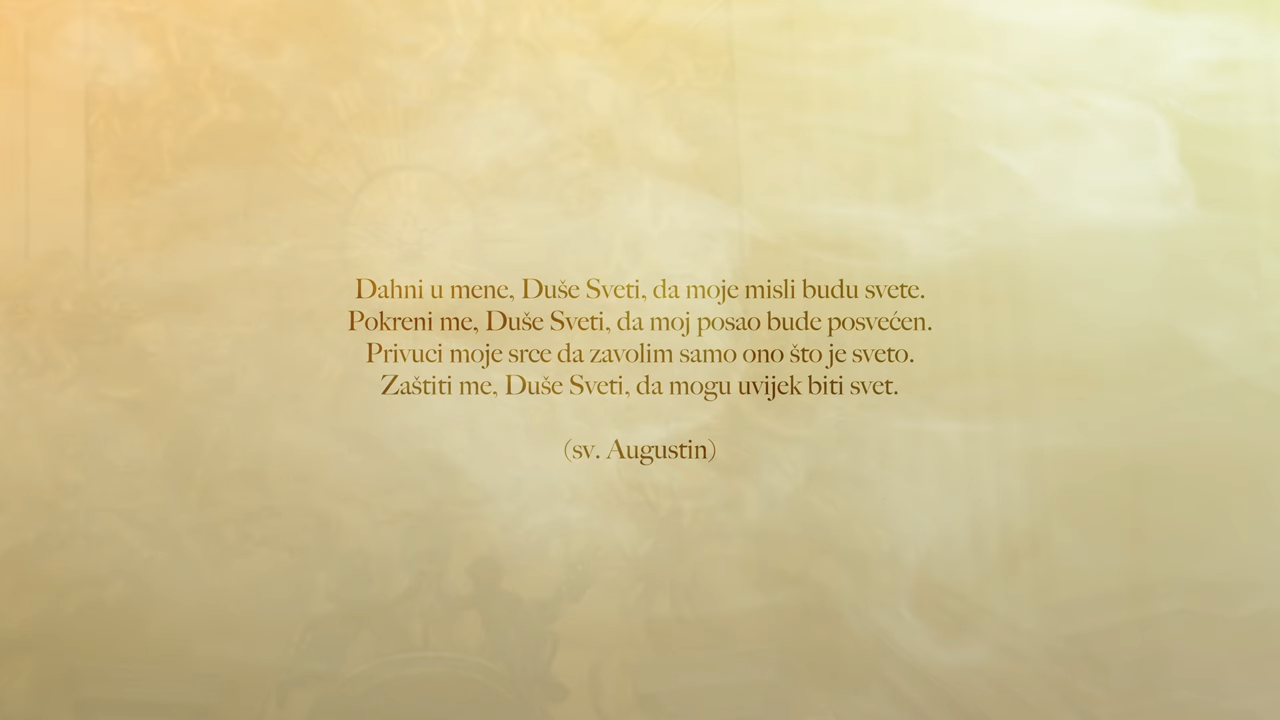 Dahni u mene, Duše Sveti, da moje misli budu svete.
Pokreni me, Duše Sveti, da moj posao bude posvećen.
Privuci moje srce da zavolim samo ono što je sveto.
Zaštiti me, Duše Sveti, da mogu uvijek biti svet.
(sv. Augustin)